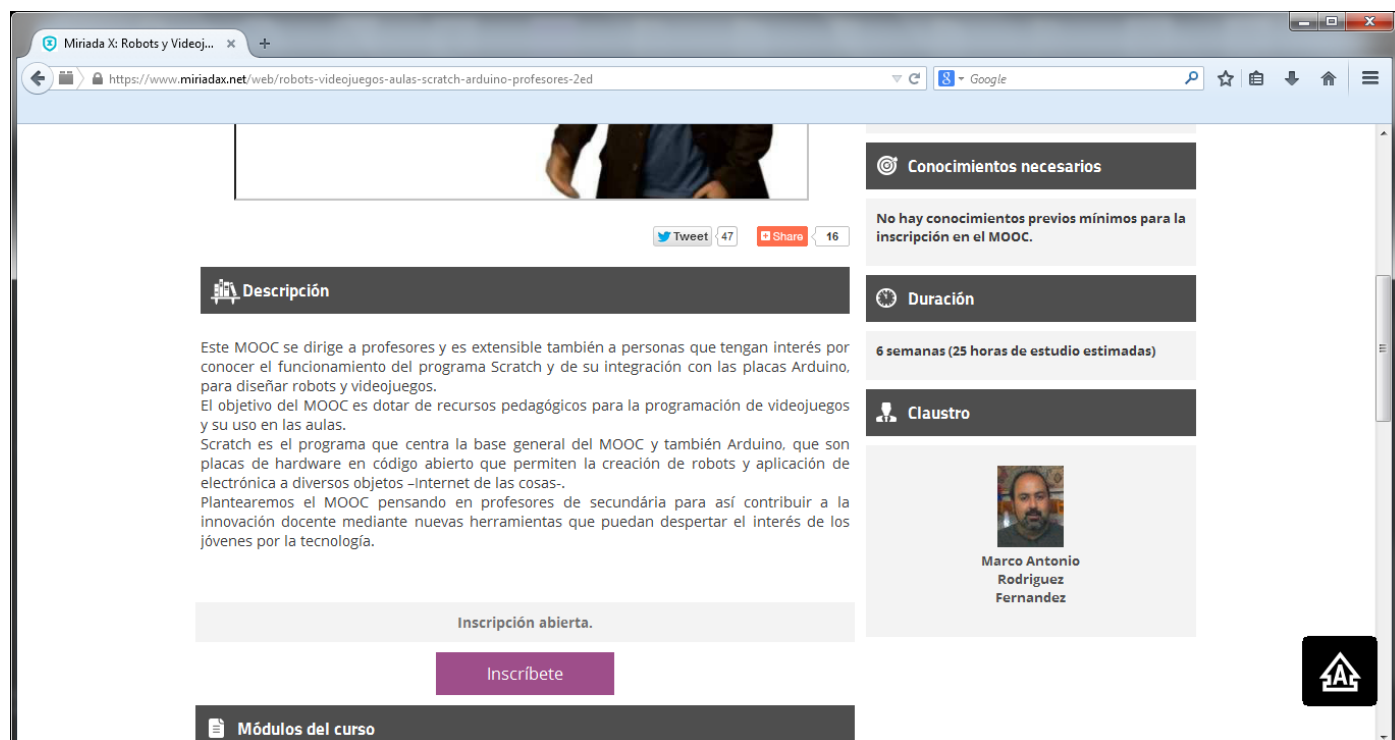 Miriada X: Robots y Videoj...
https://www.miriadax.net/web/robots-videojuegos-aulas-scratch-arduino-profesores-2ed
Google
Tweet 47 Share 16
Descripción
Este MOOC se dirige a profesores y es extensible también a personas que tengan interés por
conocer el funcionamiento del programa Scratch y de su integración con las placas Arduino,
para diseñar robots y videojuegos.
El objetivo del MOOC es dotar de recursos pedagógicos para la programación de videojuegos
y su uso en las aulas.
Scratch es el programa que centra la base general del MOOC y también Arduino, que son
placas de hardware en código abierto que permiten la creación de robots y aplicación de
electrónica a diversos objetos –Internet de las cosas-.
Plantearemos el MOOC pensando en profesores de secundária para así contribuir a la
innovación docente mediante nuevas herramientas que puedan despertar el interés de los
jóvenes por la tecnología.
Inscripción abierta.
Inscríbete
Módulos del curso
Conocimientos necesarios
No hay conocimientos previos mínimos para la
inscripción en el MOOC.
Duración
6 semanas (25 horas de estudio estimadas)
Claustro
Marco Antonio
Rodriguez
Fernandez
A